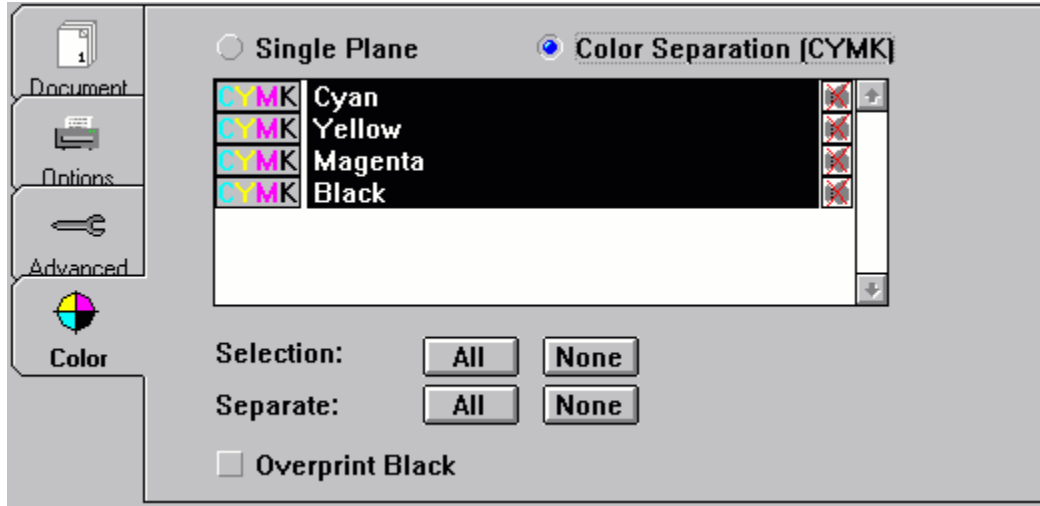 1
Document
Options
Advanced
Color
Single Plane
Color Separation (CYMK)
CYMK Cyan
CYMK Yellow
CYMK Magenta
CYMK Black
Selection: All None
Separate: All None
Overprint Black